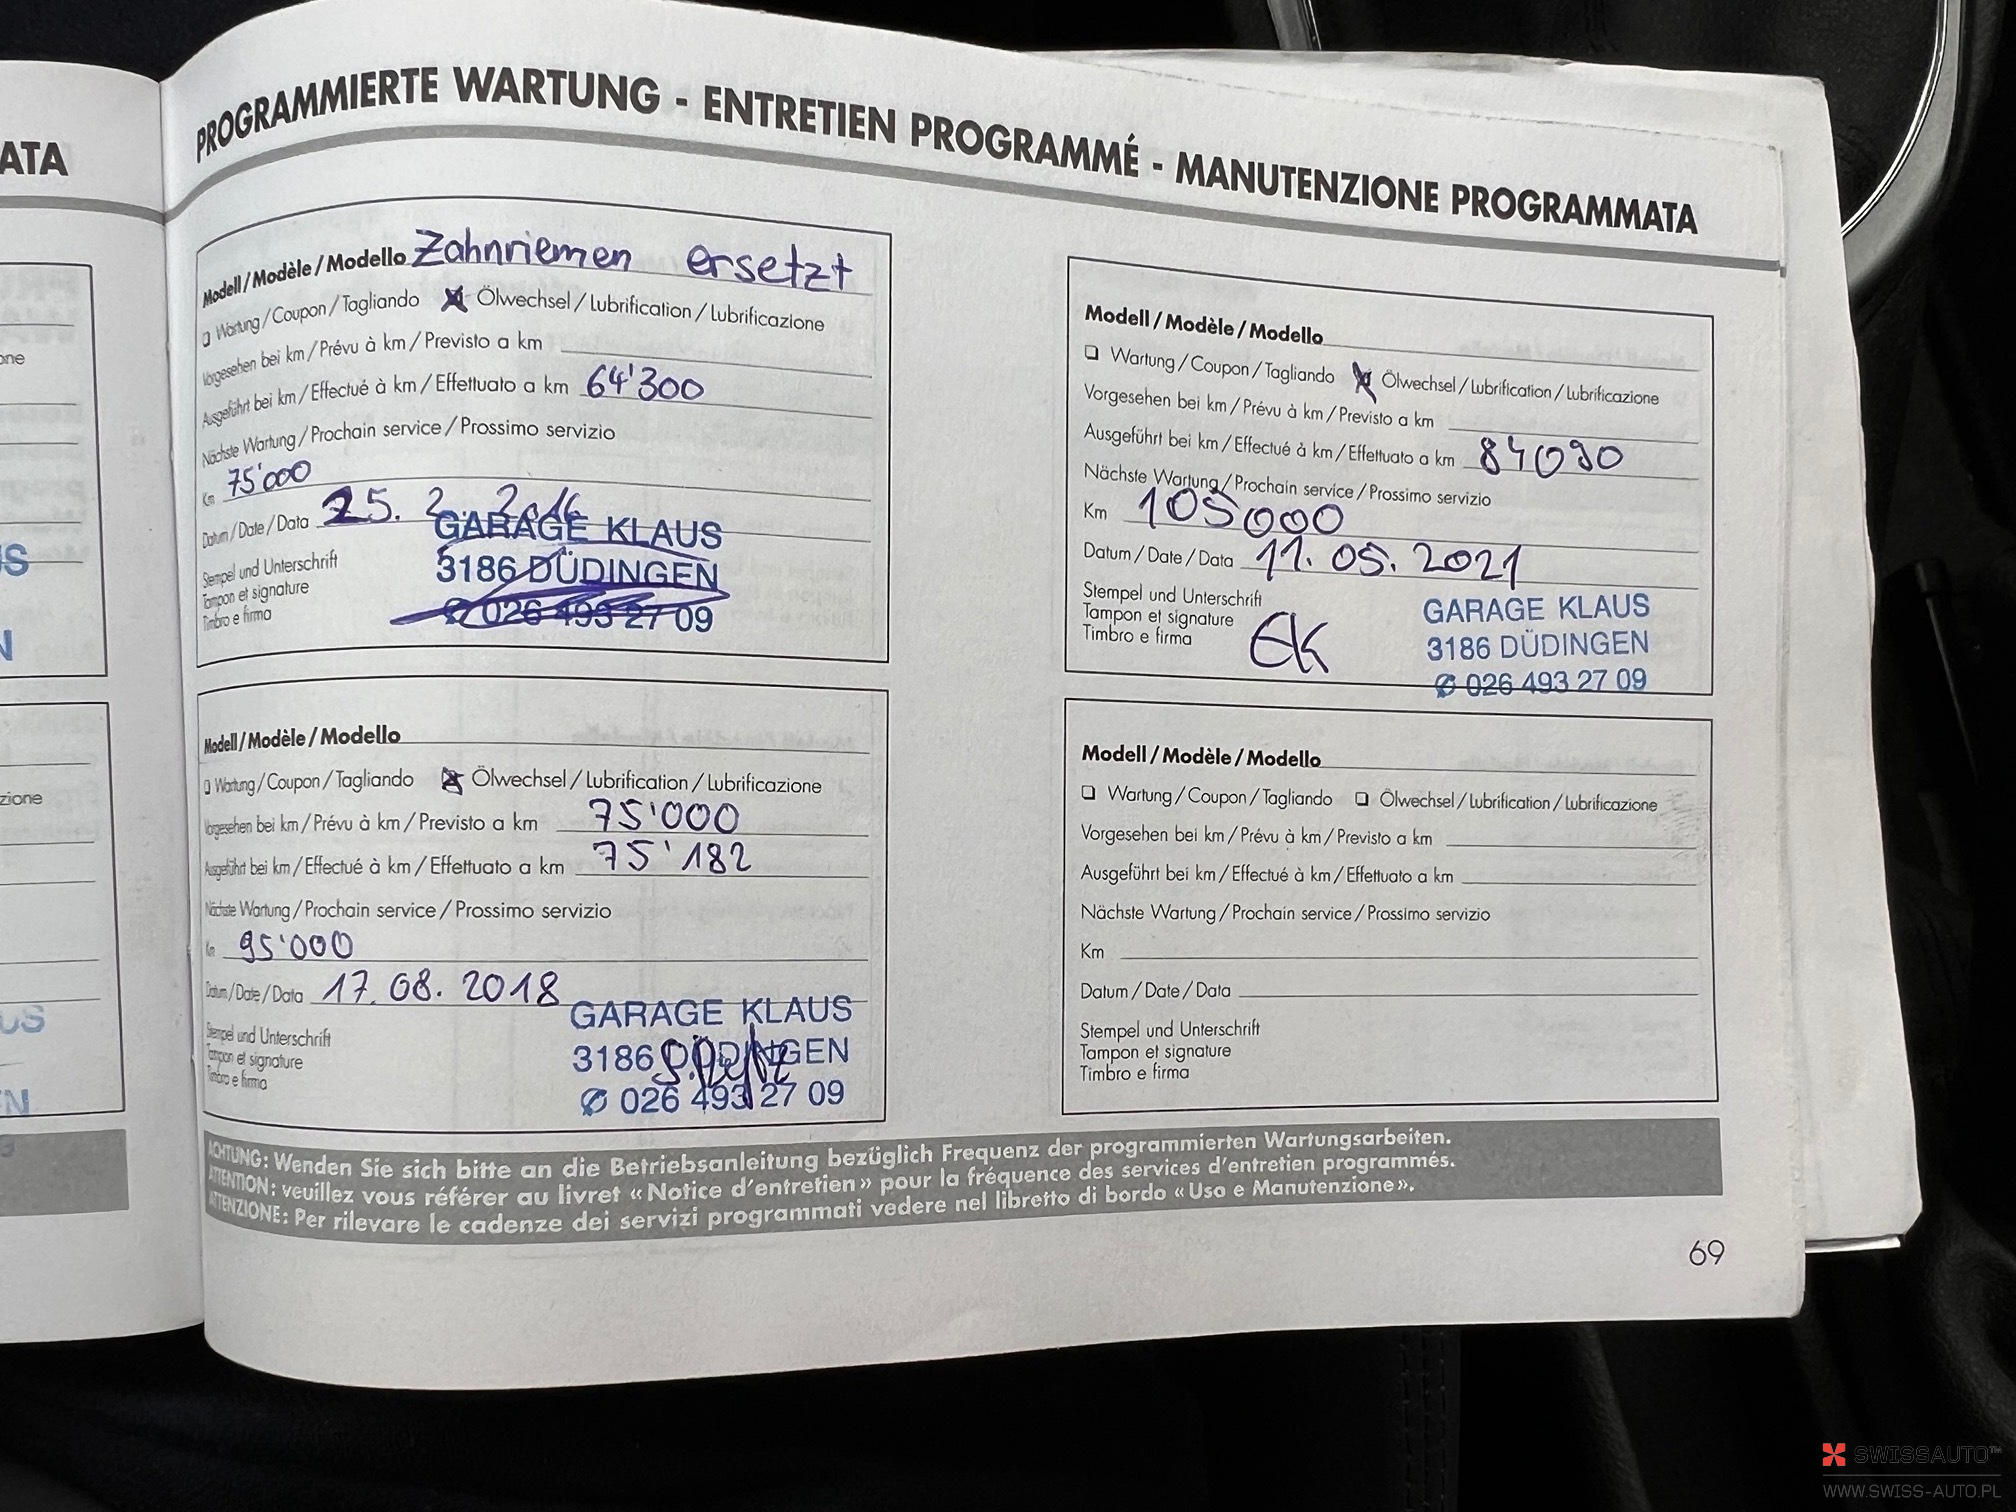 ATA
one
US
N
zione
US
EN
PROGRAMMIERTE WARTUNG - ENTRETIEN PROGRAMMÉ - MANUTENZIONE PROGRAMMATA
Modell / Modèle / Modello Zahnriemen ersetzt
❏ Wartung / Coupon / Tagliando x Ölwechsel / Lubrification / Lubrificazione
Vorgesehen bei km / Prévu à km / Previsto a km
Ausgeführt bei km / Effectué à km / Effettuato a km 64'300
Nächste Wartung / Prochain service / Prossimo servizio
Km 75'000
Datum / Date / Data 25. 2. 2016
Stempel und Unterschrift
Tampon et signature
Timbro e firma
GARAGE KLAUS
3186 DÜDINGEN
✆ 026 493 27 09
Modell / Modèle / Modello
❏ Wartung / Coupon / Tagliando x Ölwechsel / Lubrification / Lubrificazione
Vorgesehen bei km / Prévu à km / Previsto a km 75'000
Ausgeführt bei km / Effectué à km / Effettuato a km 75'182
Nächste Wartung / Prochain service / Prossimo servizio
Km 95'000
Datum / Date / Data 17.08.2018
Stempel und Unterschrift
Tampon et signature
Timbro e firma
GARAGE KLAUS
3186 DÜDINGEN
✆ 026 493 27 09
Modell / Modèle / Modello
❏ Wartung / Coupon / Tagliando x Ölwechsel / Lubrification / Lubrificazione
Vorgesehen bei km / Prévu à km / Previsto a km
Ausgeführt bei km / Effectué à km / Effettuato a km 84090
Nächste Wartung / Prochain service / Prossimo servizio
Km 105000
Datum / Date / Data 11.05.2021
Stempel und Unterschrift
Tampon et signature
Timbro e firma
EK
GARAGE KLAUS
3186 DÜDINGEN
✆ 026 493 27 09
Modell / Modèle / Modello
❏ Wartung / Coupon / Tagliando ❏ Ölwechsel / Lubrification / Lubrificazione
Vorgesehen bei km / Prévu à km / Previsto a km
Ausgeführt bei km / Effectué à km / Effettuato a km
Nächste Wartung / Prochain service / Prossimo servizio
Km
Datum / Date / Data
Stempel und Unterschrift
Tampon et signature
Timbro e firma
ACHTUNG: Wenden Sie sich bitte an die Betriebsanleitung bezüglich Frequenz der programmierten Wartungsarbeiten.
ATTENTION: veuillez vous référer au livret « Notice d'entretien » pour la fréquence des services d'entretien programmés.
ATTENZIONE: Per rilevare le cadenze dei servizi programmati vedere nel libretto di bordo « Uso e Manutenzione ».
69
SWISSAUTO™
WWW.SWISS-AUTO.PL